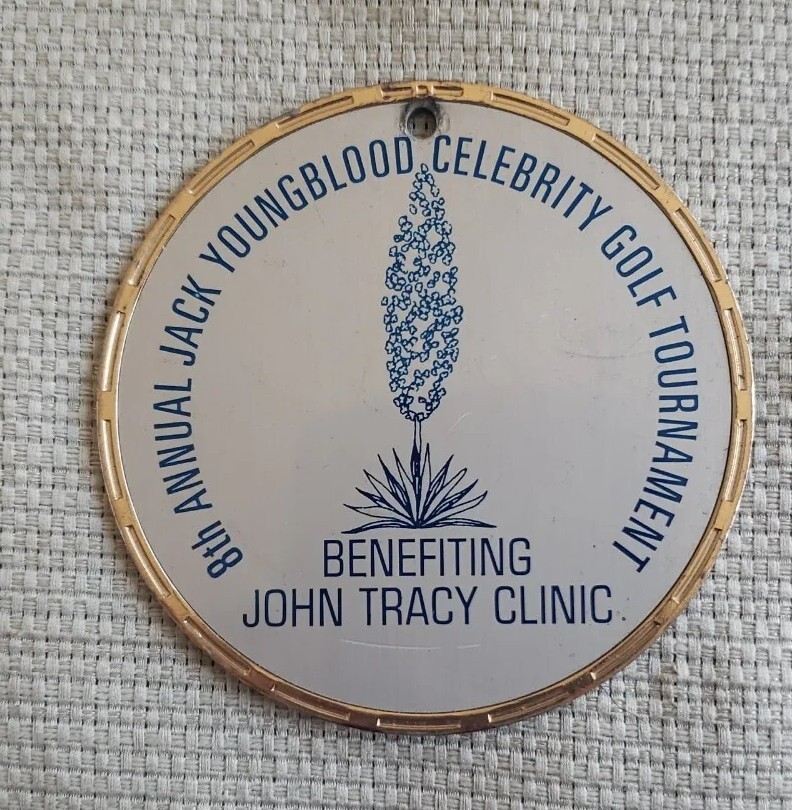 8th ANNUAL JACK YOUNGBLOOD CELEBRITY GOLF TOURNAMENT
BENEFITING
JOHN TRACY CLINIC